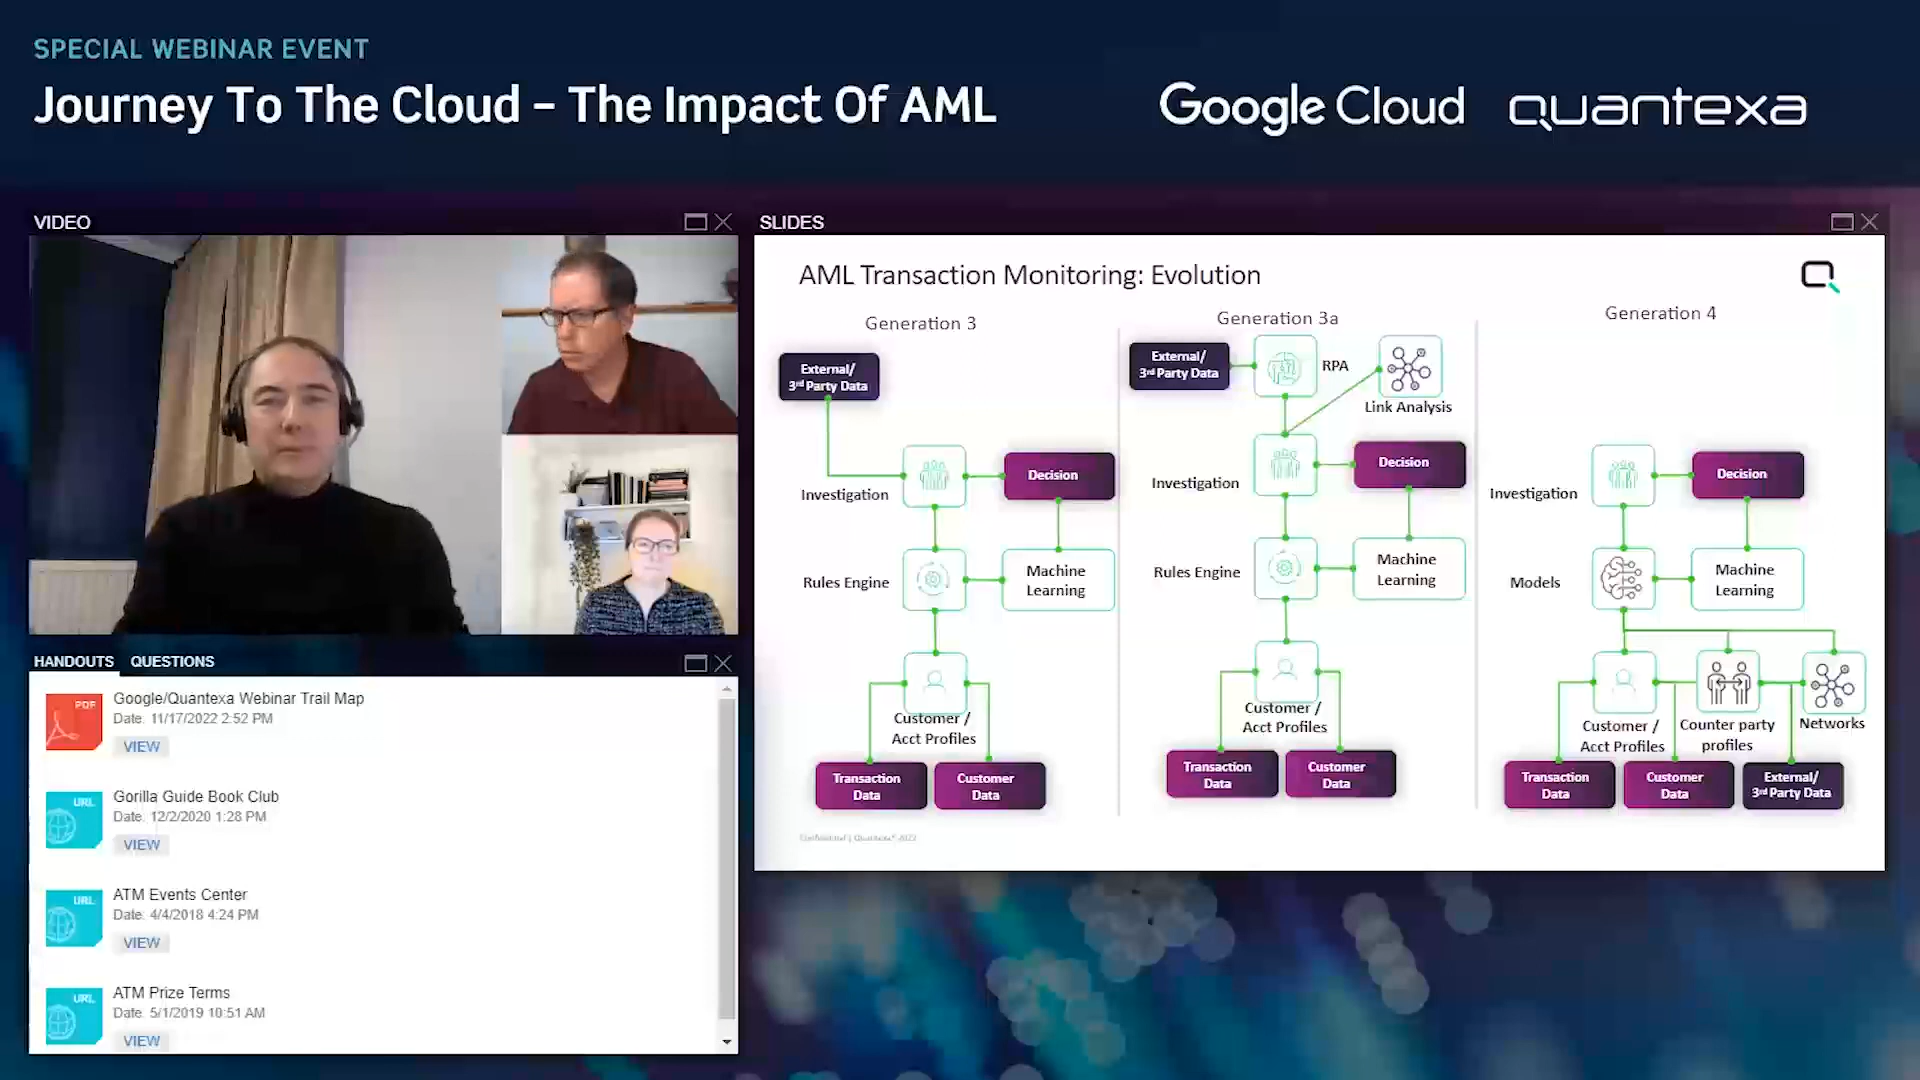 SPECIAL WEBINAR EVENT
Journey To The Cloud – The Impact Of AML
Google Cloud
quantexa
VIDEO
HANDOUTS QUESTIONS
PDF
Google/Quantexa Webinar Trail Map
Date: 11/17/2022 2:52 PM
VIEW
URL
Gorilla Guide Book Club
Date: 12/2/2020 1:28 PM
VIEW
URL
ATM Events Center
Date: 4/4/2018 4:24 PM
VIEW
URL
ATM Prize Terms
Date: 5/1/2019 10:51 AM
VIEW
SLIDES
AML Transaction Monitoring: Evolution
Generation 3
External/
3rd Party Data
Investigation
Decision
Rules Engine
Machine
Learning
Customer /
Acct Profiles
Transaction
Data
Customer
Data
Generation 3a
External/
3rd Party Data
RPA
Link Analysis
Investigation
Decision
Rules Engine
Machine
Learning
Customer /
Acct Profiles
Transaction
Data
Customer
Data
Generation 4
Investigation
Decision
Models
Machine
Learning
Customer /
Acct Profiles
Counter party
profiles
Networks
Transaction
Data
Customer
Data
External/
3rd Party Data
Confidential | Quantexa © 2022